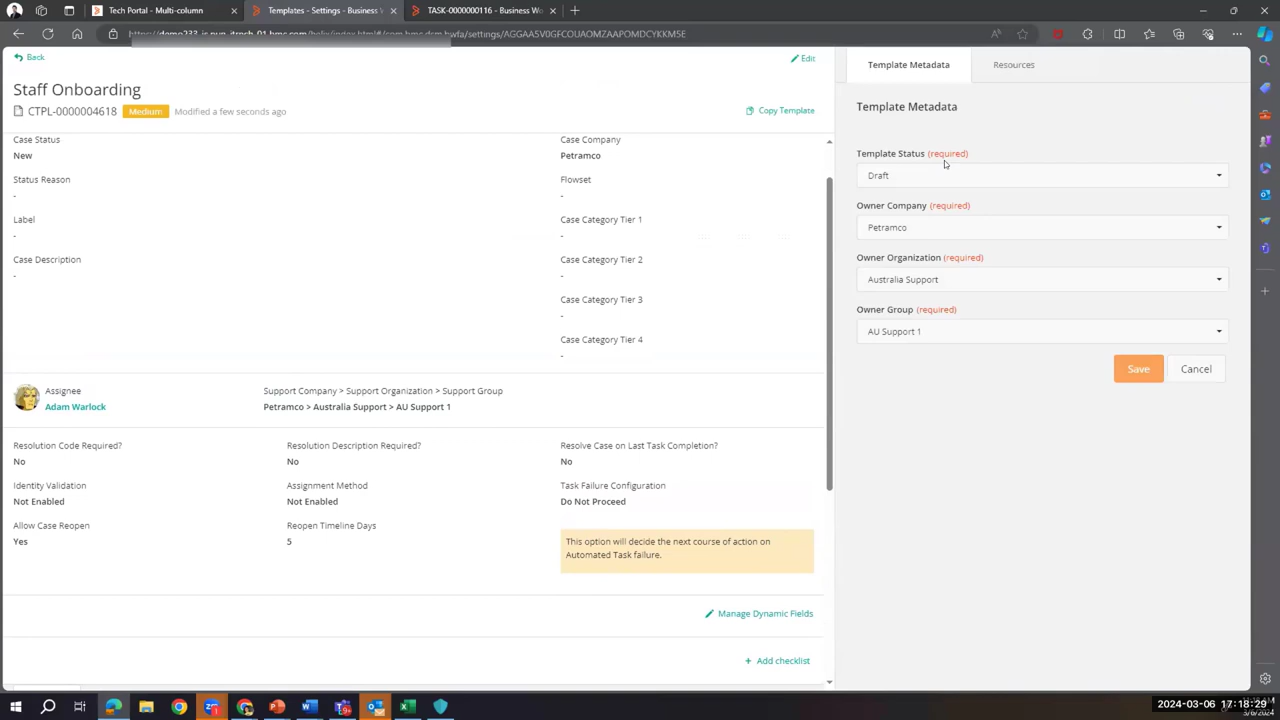 Tech Portal - Multi-column
Templates - Settings - Business W
TASK-0000000116 - Business Wo
Back
Edit
Staff Onboarding
CTPL-0000004618
Medium
Modified a few seconds ago
Copy Template
Case Status
New
Case Company
Petramco
Status Reason
-
Flowset
-
Label
-
Case Category Tier 1
-
Case Description
-
Case Category Tier 2
-
Case Category Tier 3
-
Case Category Tier 4
-
Assignee
Adam Warlock
Support Company > Support Organization > Support Group
Petramco > Australia Support > AU Support 1
Resolution Code Required?
No
Resolution Description Required?
No
Resolve Case on Last Task Completion?
No
Identity Validation
Not Enabled
Assignment Method
Not Enabled
Task Failure Configuration
Do Not Proceed
Allow Case Reopen
Yes
Reopen Timeline Days
5
This option will decide the next course of action on
Automated Task failure.
Manage Dynamic Fields
+ Add checklist
Template Metadata
Resources
Template Metadata
Template Status (required)
Draft
Owner Company (required)
Petramco
Owner Organization (required)
Australia Support
Owner Group (required)
AU Support 1
Save
Cancel
2024-03-06 17:18:29
3/6/2024